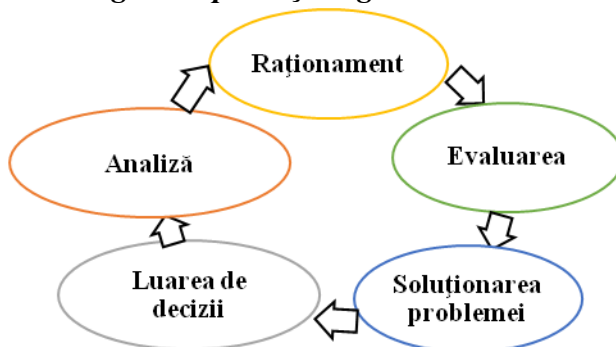 Raţionament
Evaluarea
Soluţionarea
problemei
Luarea de
decizii
Analiză